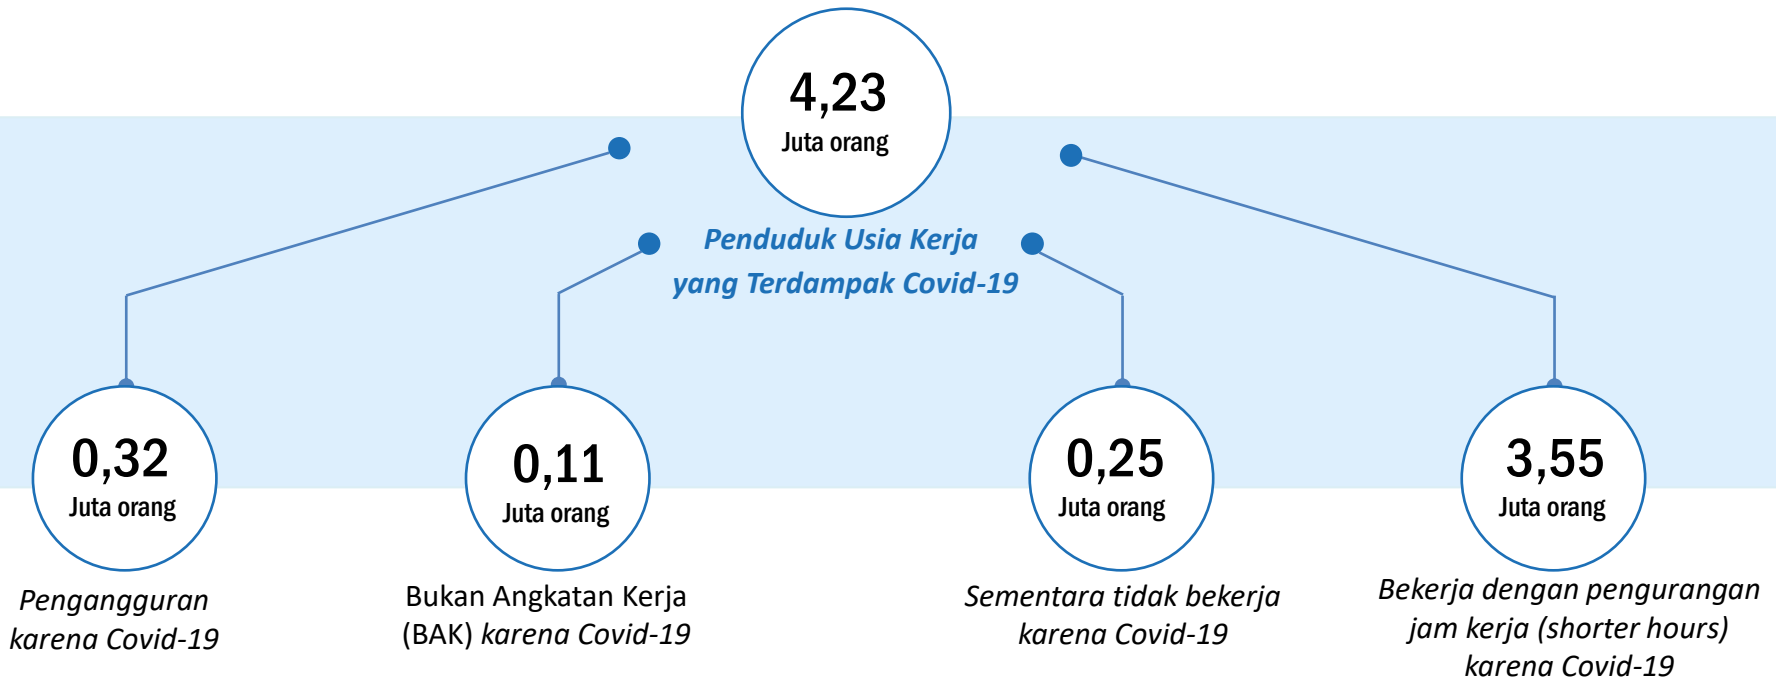 4,23
Juta orang
Penduduk Usia Kerja
yang Terdampak Covid-19
0,32
Juta orang
Pengangguran
karena Covid-19
0,11
Juta orang
Bukan Angkatan Kerja
(BAK) karena Covid-19
0,25
Juta orang
Sementara tidak bekerja
karena Covid-19
3,55
Juta orang
Bekerja dengan pengurangan
jam kerja (shorter hours)
karena Covid-19